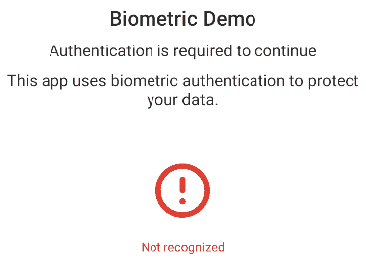 Biometric Demo
Authentication is required to continue
This app uses biometric authentication to protect
your data.
Not recognized